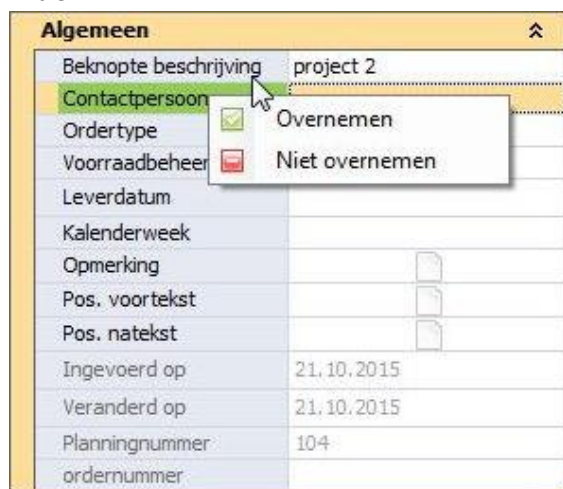 Algemeen
Beknopte beschrijving project 2
Contactpersoon
Overnemen
Ordertype
Niet overnemen
Voorraadbeheer
Leverdatum
Kalenderweek
Opmerking
Pos. voortekst
Pos. natekst
Ingevoerd op 21.10.2015
Veranderd op 21.10.2015
Planningnummer 104
ordernummer